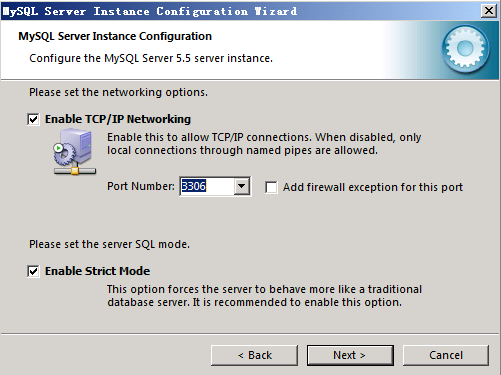 MySQL Server Instance Configuration Wizard
MySQL Server Instance Configuration
Configure the MySQL Server 5.5 server instance.
Please set the networking options.
Enable TCP/IP Networking
Enable this to allow TCP/IP connections. When disabled, only
local connections through named pipes are allowed.
Port Number: 3306 Add firewall exception for this port
Please set the server SQL mode.
Enable Strict Mode
This option forces the server to behave more like a traditional
database server. It is recommended to enable this option.
< Back Next > Cancel